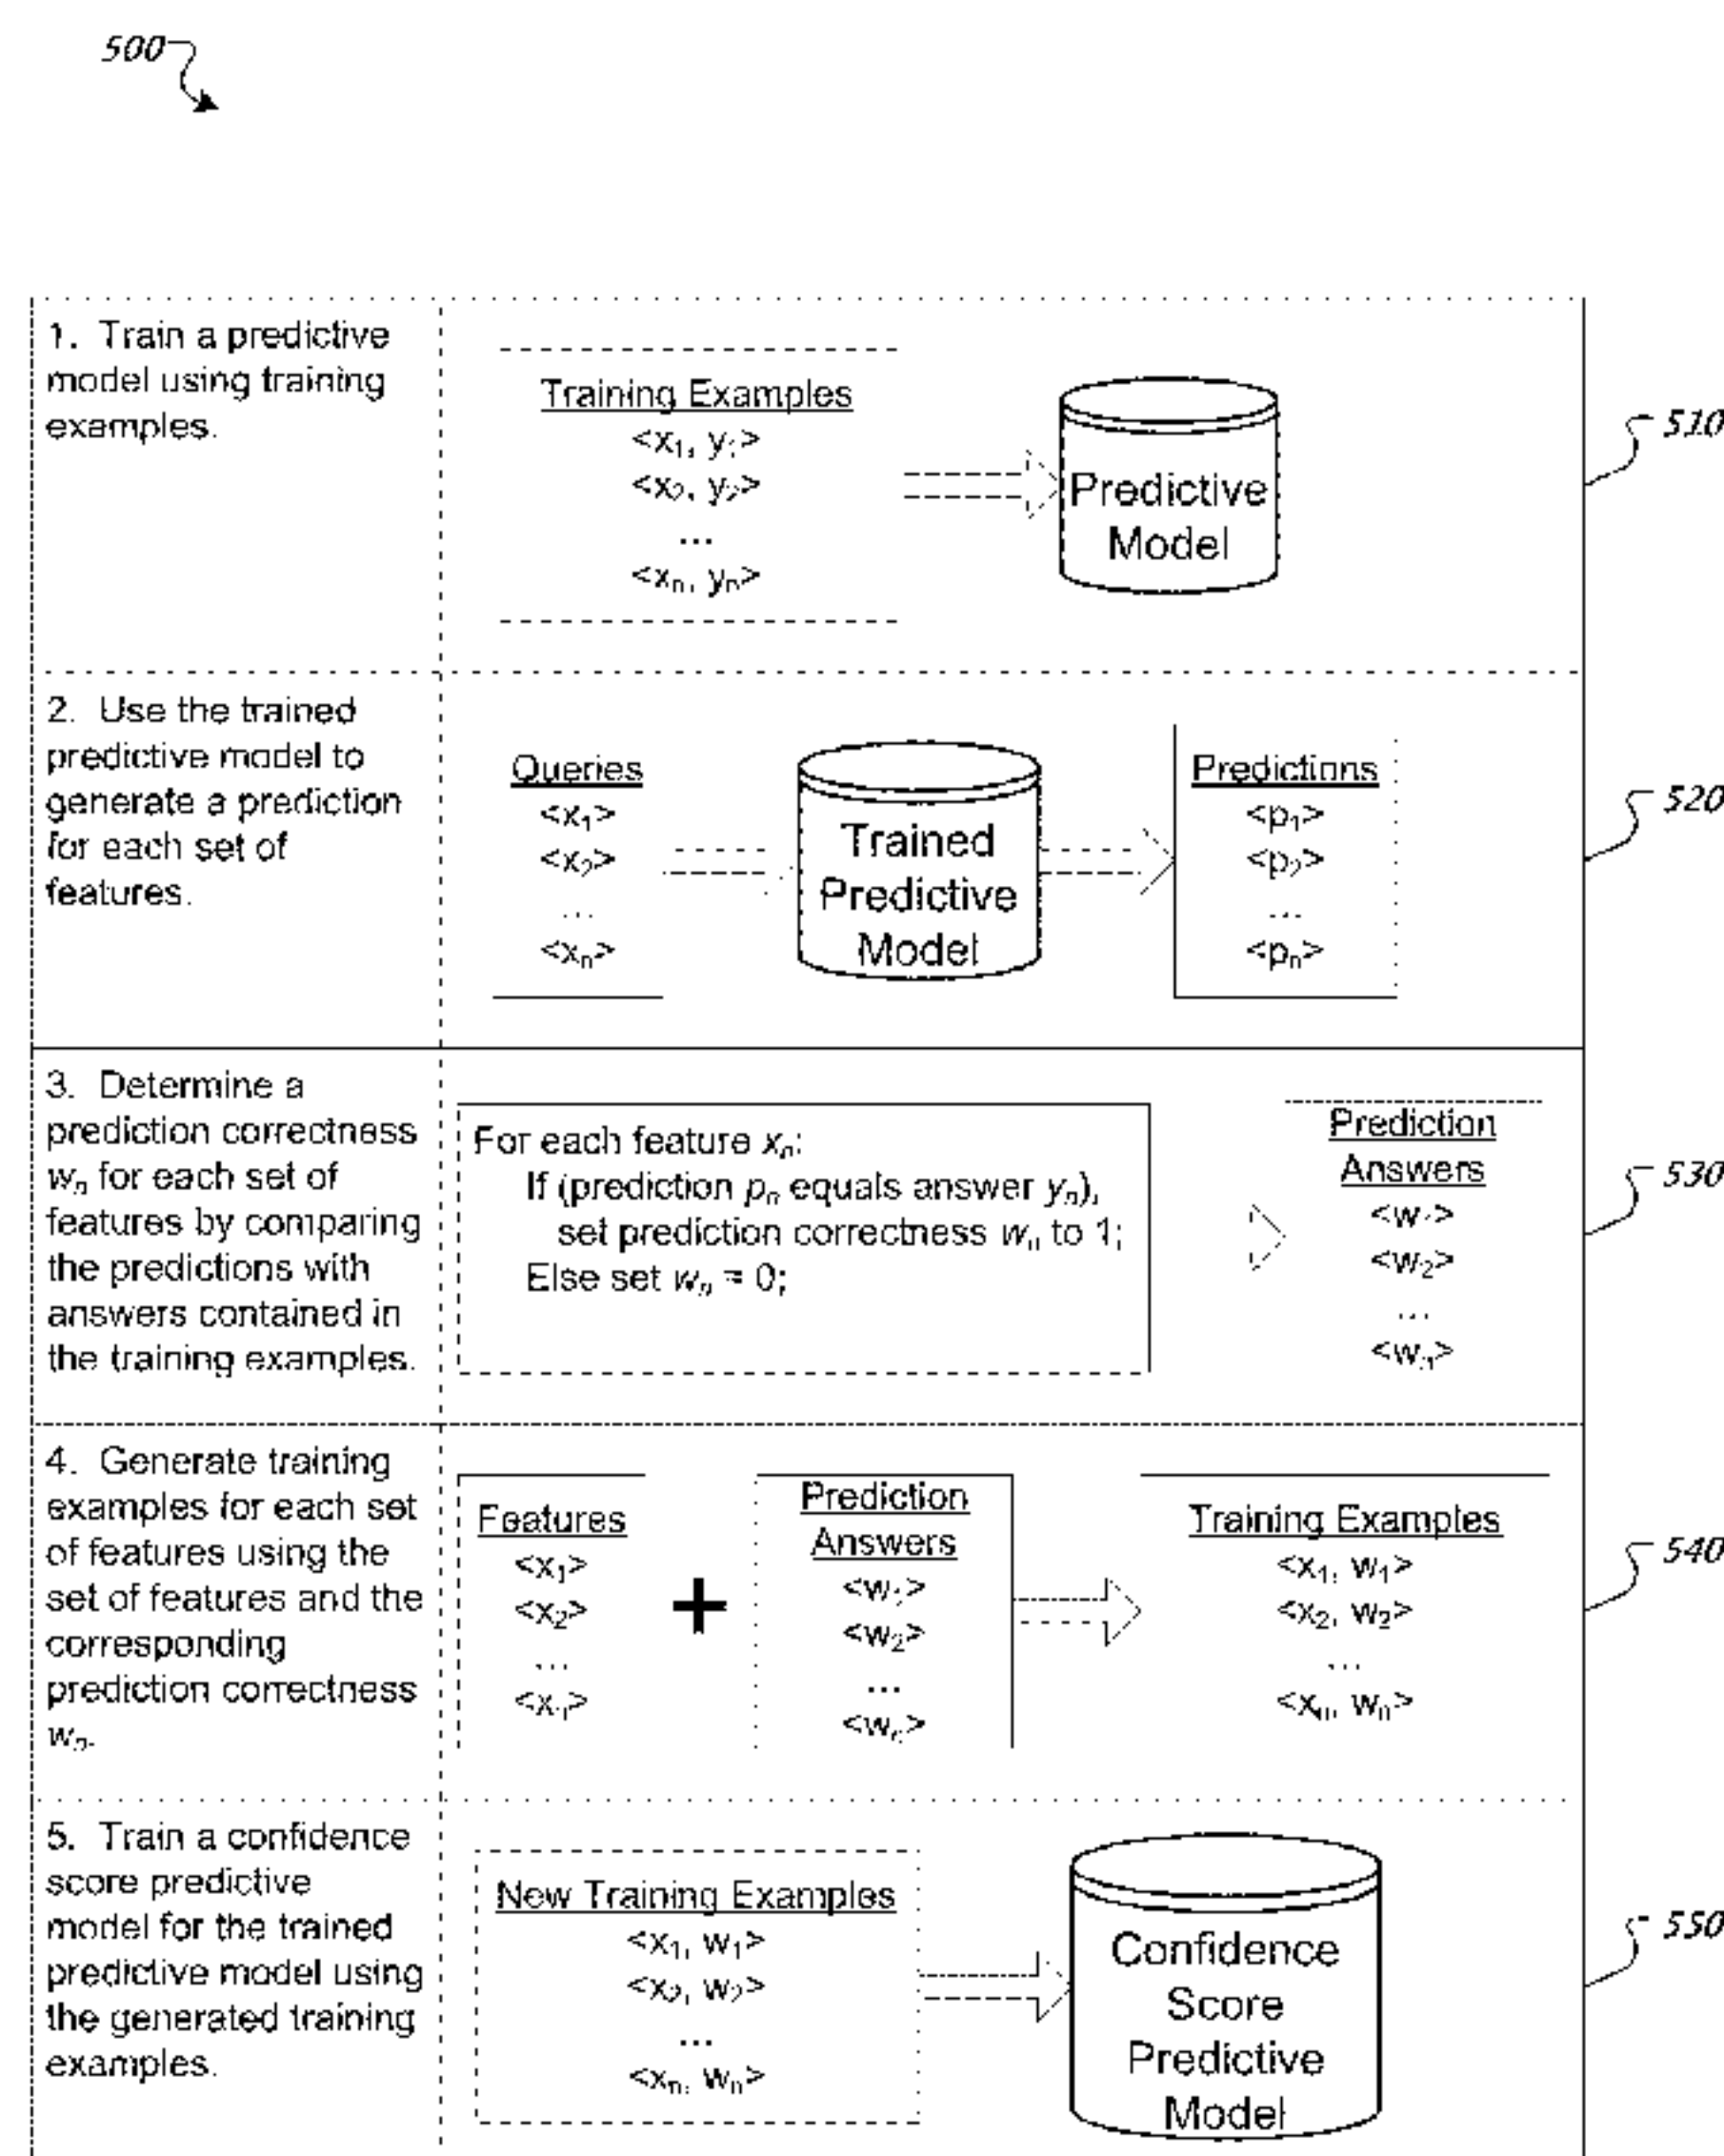 500
1. Train a predictive
model using training
examples.
Training Examples
<x₁, y₁>
<x₂, y₂>
...
<xₙ, yₙ>
Predictive
Model
510
2. Use the trained
predictive model to
generate a prediction
for each set of
features.
Queries
<x₁>
<x₂>
...
<xₙ>
Trained
Predictive
Model
Predictions
<p₁>
<p₂>
...
<pₙ>
520
3. Determine a
prediction correctness
wₙ for each set of
features by comparing
the predictions with
answers contained in
the training examples.
For each feature xₙ:
If (prediction pₙ equals answer yₙ),
set prediction correctness wₙ to 1;
Else set wₙ = 0;
Prediction
Answers
<w₁>
<w₂>
...
<wₙ>
530
4. Generate training
examples for each set
of features using the
set of features and the
corresponding
prediction correctness
wₙ.
Features
<x₁>
<x₂>
...
<xₙ>
+
Prediction
Answers
<w₁>
<w₂>
...
<wₙ>
Training Examples
<x₁, w₁>
<x₂, w₂>
...
<xₙ, wₙ>
540
5. Train a confidence
score predictive
model for the trained
predictive model using
the generated training
examples.
New Training Examples
<x₁, w₁>
<x₂, w₂>
...
<xₙ, wₙ>
Confidence
Score
Predictive
Model
550